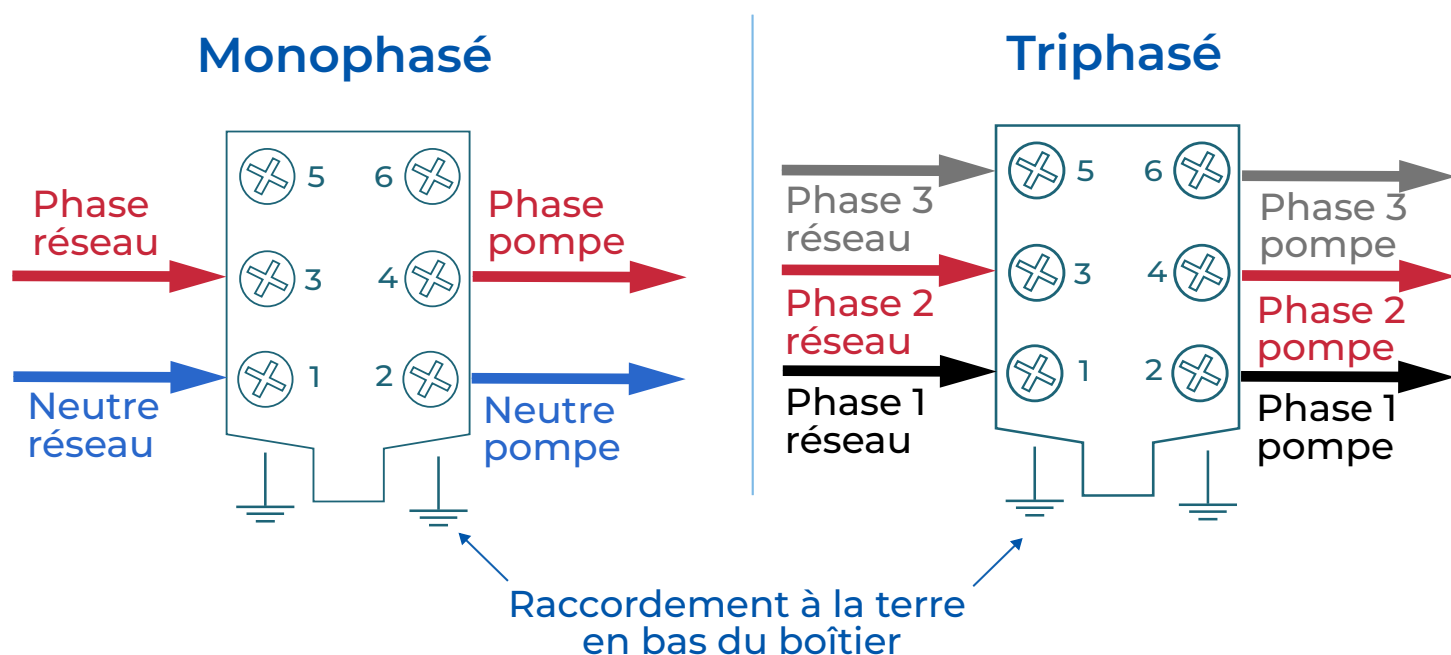 Monophasé
5 6
Phase
réseau
Phase
pompe
3 4
1 2
Neutre
réseau
Neutre
pompe
Triphasé
5 6
Phase 3
réseau
Phase 3
pompe
3 4
Phase 2
réseau
Phase 2
pompe
1 2
Phase 1
réseau
Phase 1
pompe
Raccordement à la terre
en bas du boîtier